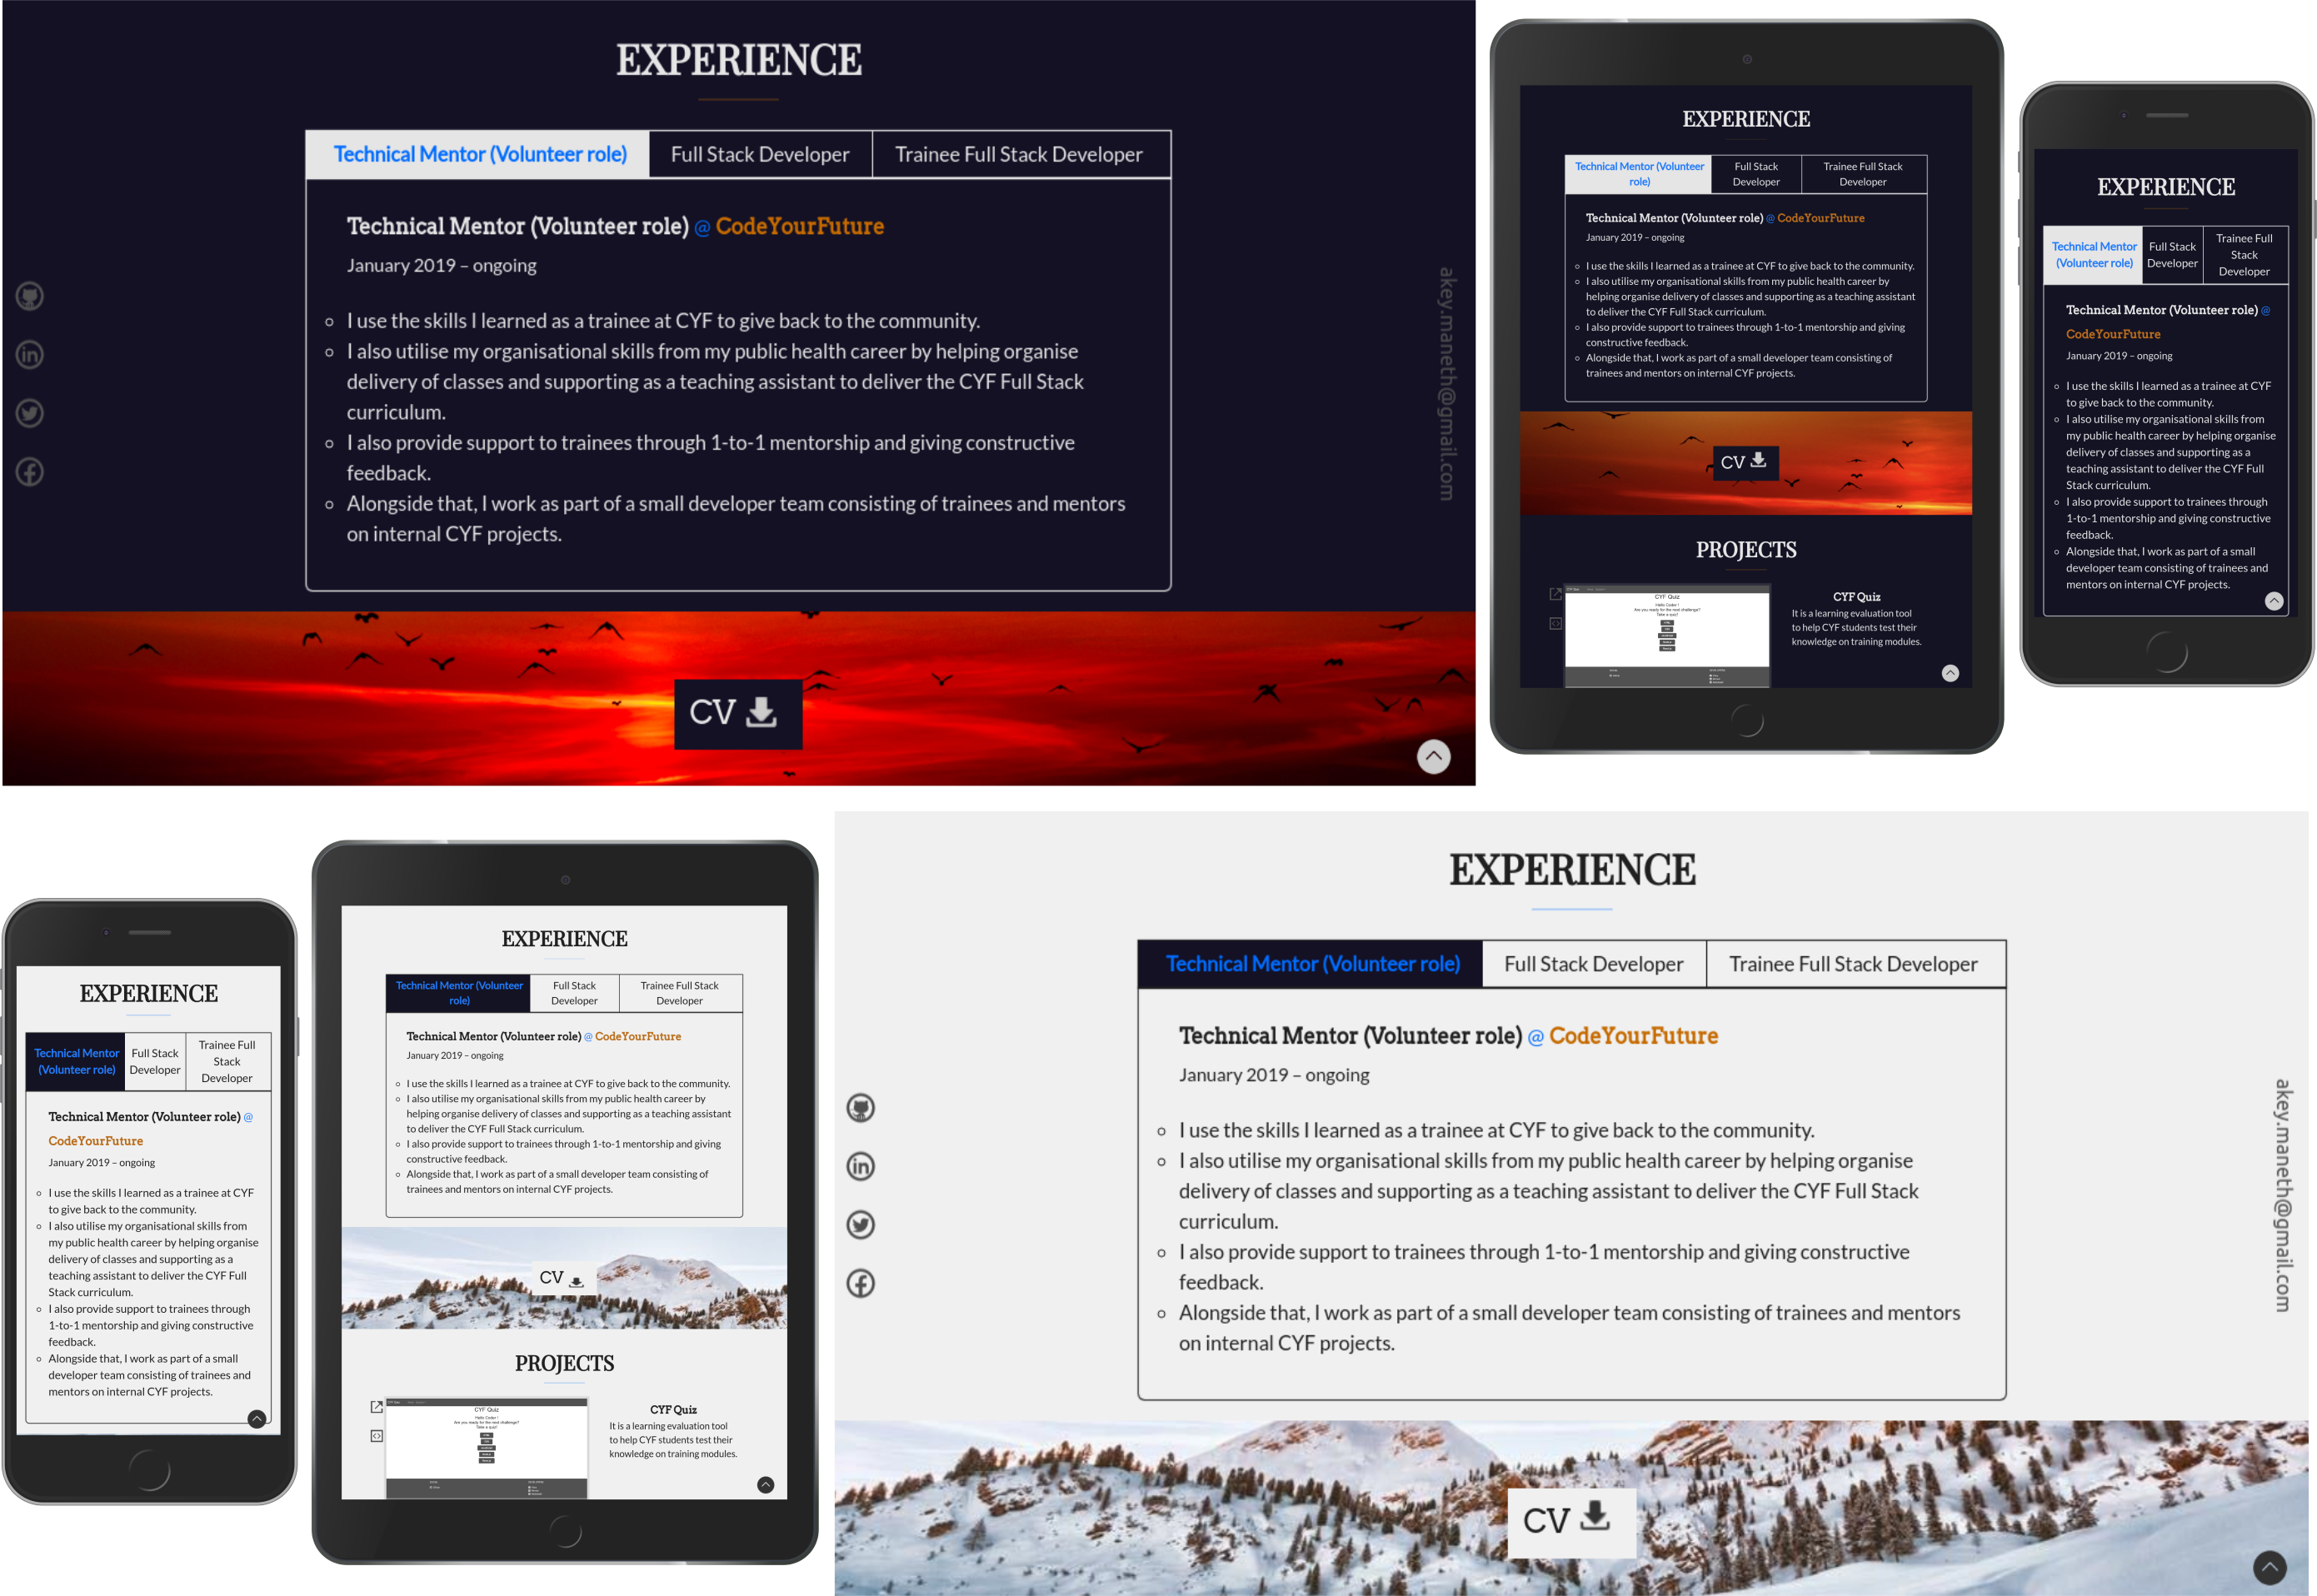 EXPERIENCE
Technical Mentor (Volunteer role)
Full Stack Developer
Trainee Full Stack Developer
Technical Mentor (Volunteer role) @ CodeYourFuture
January 2019 – ongoing
I use the skills I learned as a trainee at CYF to give back to the community.
I also utilise my organisational skills from my public health career by helping organise
delivery of classes and supporting as a teaching assistant to deliver the CYF Full Stack
curriculum.
I also provide support to trainees through 1-to-1 mentorship and giving constructive
feedback.
Alongside that, I work as part of a small developer team consisting of trainees and mentors
on internal CYF projects.
akey.maneth@gmail.com
CV
EXPERIENCE
Technical Mentor (Volunteer
role)
Full Stack
Developer
Trainee Full Stack
Developer
Technical Mentor (Volunteer role) @ CodeYourFuture
January 2019 – ongoing
I use the skills I learned as a trainee at CYF to give back to the community.
I also utilise my organisational skills from my public health career by
helping organise delivery of classes and supporting as a teaching assistant
to deliver the CYF Full Stack curriculum.
I also provide support to trainees through 1-to-1 mentorship and giving
constructive feedback.
Alongside that, I work as part of a small developer team consisting of
trainees and mentors on internal CYF projects.
CV
PROJECTS
CYF Quiz
Hello Coder !
Are you ready for the next challenge?
Take a quiz!
CYF Quiz
It is a learning evaluation tool
to help CYF students test their
knowledge on training modules.
EXPERIENCE
Technical Mentor
(Volunteer role)
Full Stack
Developer
Trainee Full
Stack
Developer
Technical Mentor (Volunteer role) @
CodeYourFuture
January 2019 – ongoing
I use the skills I learned as a trainee at CYF
to give back to the community.
I also utilise my organisational skills from
my public health career by helping organise
delivery of classes and supporting as a
teaching assistant to deliver the CYF Full
Stack curriculum.
I also provide support to trainees through
1-to-1 mentorship and giving constructive
feedback.
Alongside that, I work as part of a small
developer team consisting of trainees and
mentors on internal CYF projects.
EXPERIENCE
Technical Mentor
(Volunteer role)
Full Stack
Developer
Trainee Full
Stack
Developer
Technical Mentor (Volunteer role) @
CodeYourFuture
January 2019 – ongoing
I use the skills I learned as a trainee at CYF
to give back to the community.
I also utilise my organisational skills from
my public health career by helping organise
delivery of classes and supporting as a
teaching assistant to deliver the CYF Full
Stack curriculum.
I also provide support to trainees through
1-to-1 mentorship and giving constructive
feedback.
Alongside that, I work as part of a small
developer team consisting of trainees and
mentors on internal CYF projects.
EXPERIENCE
Technical Mentor (Volunteer
role)
Full Stack
Developer
Trainee Full Stack
Developer
Technical Mentor (Volunteer role) @ CodeYourFuture
January 2019 – ongoing
I use the skills I learned as a trainee at CYF to give back to the community.
I also utilise my organisational skills from my public health career by
helping organise delivery of classes and supporting as a teaching assistant
to deliver the CYF Full Stack curriculum.
I also provide support to trainees through 1-to-1 mentorship and giving
constructive feedback.
Alongside that, I work as part of a small developer team consisting of
trainees and mentors on internal CYF projects.
CV
PROJECTS
CYF Quiz
Hello Coder !
Are you ready for the next challenge?
Take a quiz!
CYF Quiz
It is a learning evaluation tool
to help CYF students test their
knowledge on training modules.
EXPERIENCE
Technical Mentor (Volunteer role)
Full Stack Developer
Trainee Full Stack Developer
Technical Mentor (Volunteer role) @ CodeYourFuture
January 2019 – ongoing
I use the skills I learned as a trainee at CYF to give back to the community.
I also utilise my organisational skills from my public health career by helping organise
delivery of classes and supporting as a teaching assistant to deliver the CYF Full Stack
curriculum.
I also provide support to trainees through 1-to-1 mentorship and giving constructive
feedback.
Alongside that, I work as part of a small developer team consisting of trainees and mentors
on internal CYF projects.
akey.maneth@gmail.com
CV